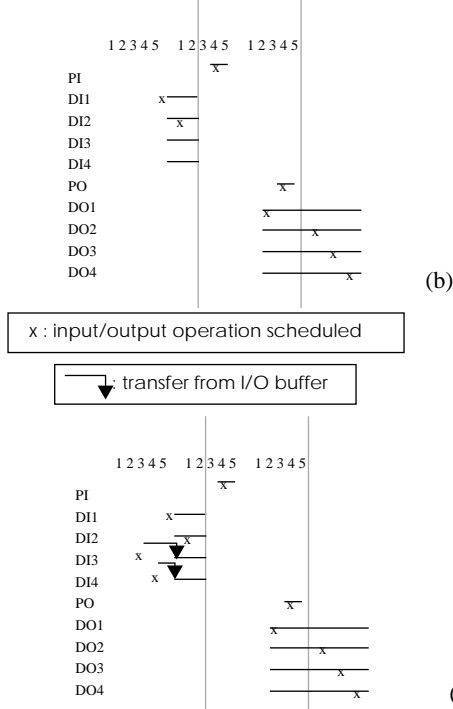 1 2 3 4 5 1 2 3 4 5 1 2 3 4 5
x
PI
DI1 x
DI2 x
DI3
DI4
PO x
DO1 x
DO2 x
DO3 x
DO4 x
(b)
x : input/output operation scheduled
: transfer from I/O buffer
1 2 3 4 5 1 2 3 4 5 1 2 3 4 5
x
PI
DI1 x
DI2 x
DI3 x
DI4 x
PO x
DO1 x
DO2 x
DO3 x
DO4 x
(